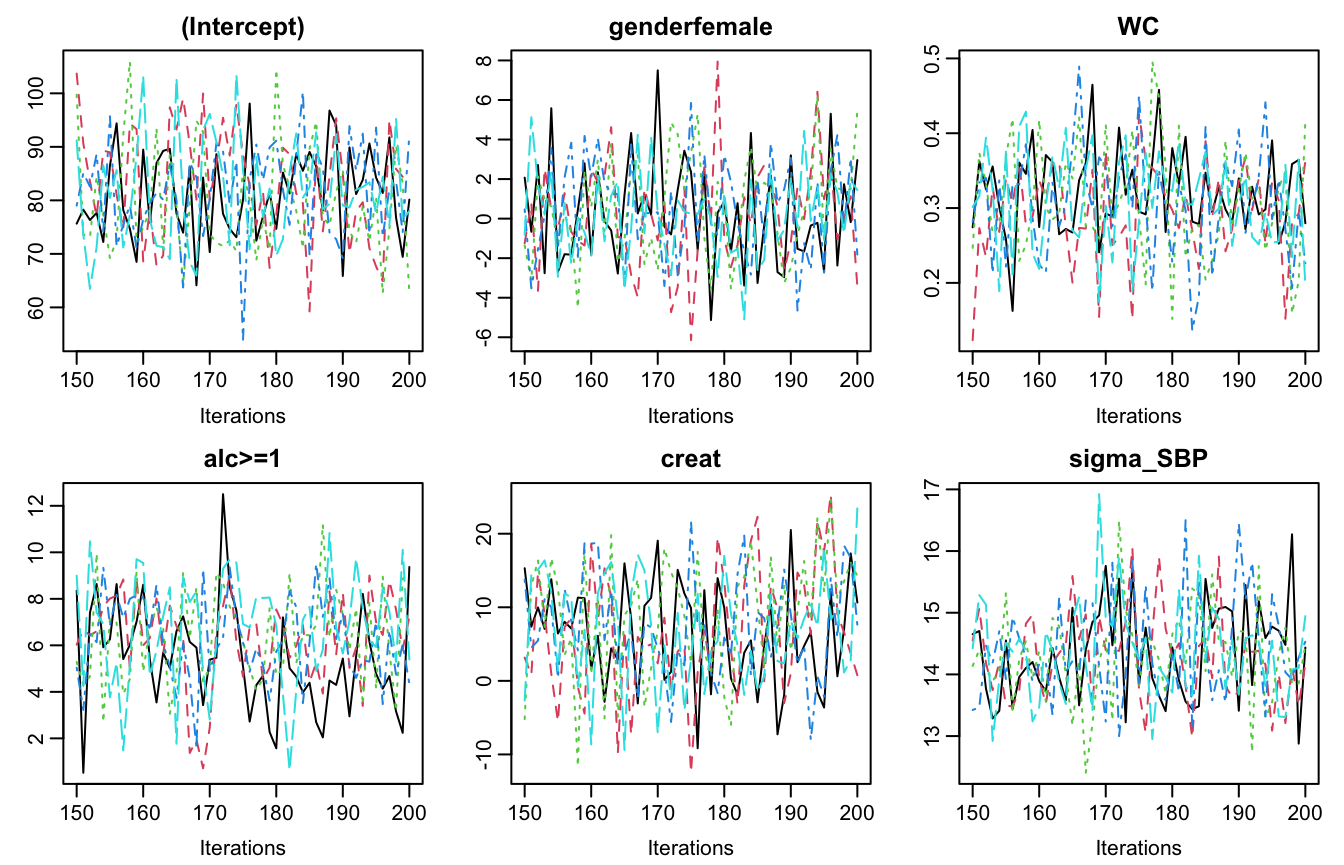 (Intercept)
60 70 80 90 100
150 160 170 180 190 200
Iterations
genderfemale
-6 -4 -2 0 2 4 6 8
150 160 170 180 190 200
Iterations
WC
0.2 0.3 0.4 0.5
150 160 170 180 190 200
Iterations
alc>=1
2 4 6 8 10 12
150 160 170 180 190 200
Iterations
creat
-10 0 10 20
150 160 170 180 190 200
Iterations
sigma_SBP
13 14 15 16 17
150 160 170 180 190 200
Iterations